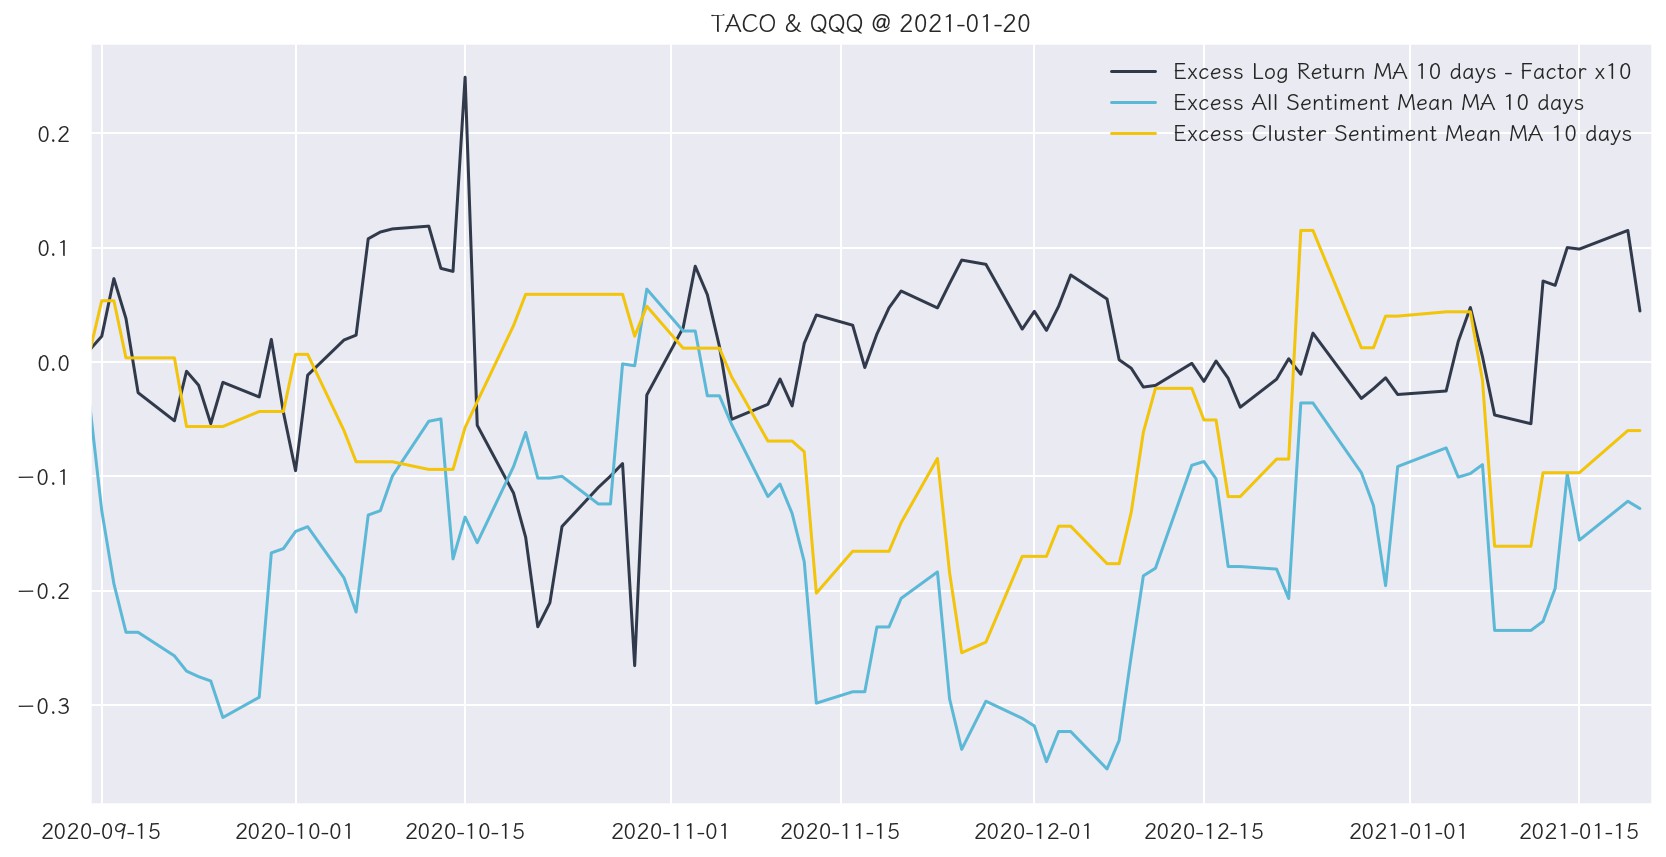 TACO & QQQ @ 2021-01-20
Excess Log Return MA 10 days - Factor x10
Excess All Sentiment Mean MA 10 days
Excess Cluster Sentiment Mean MA 10 days
0.2
0.1
0.0
−0.1
−0.2
−0.3
2020-09-15 2020-10-01 2020-10-15 2020-11-01 2020-11-15 2020-12-01 2020-12-15 2021-01-01 2021-01-15